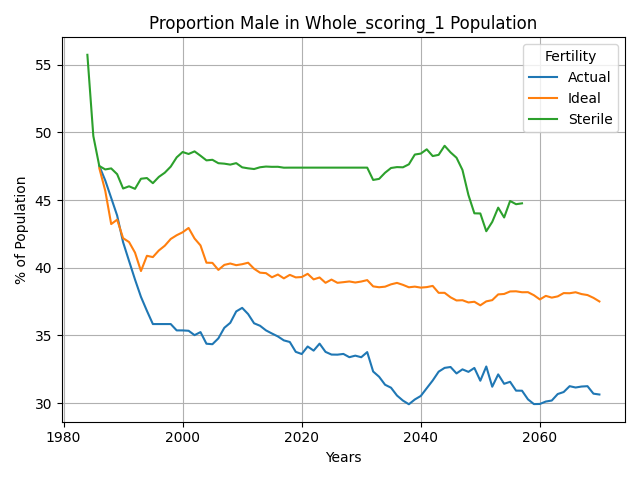 Proportion Male in Whole_scoring_1 Population
% of Population
55
50
45
40
35
30
Fertility
Actual
Ideal
Sterile
1980
2000
2020
2040
2060
Years